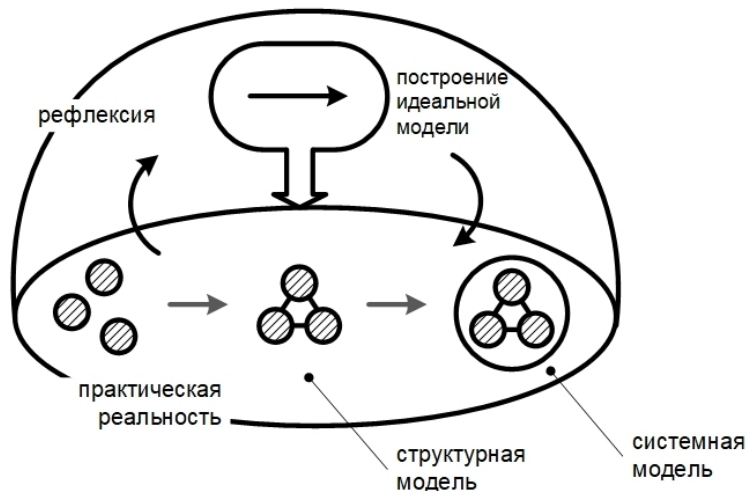 рефлексия
построение
идеальной
модели
практическая
реальность
структурная
модель
системная
модель